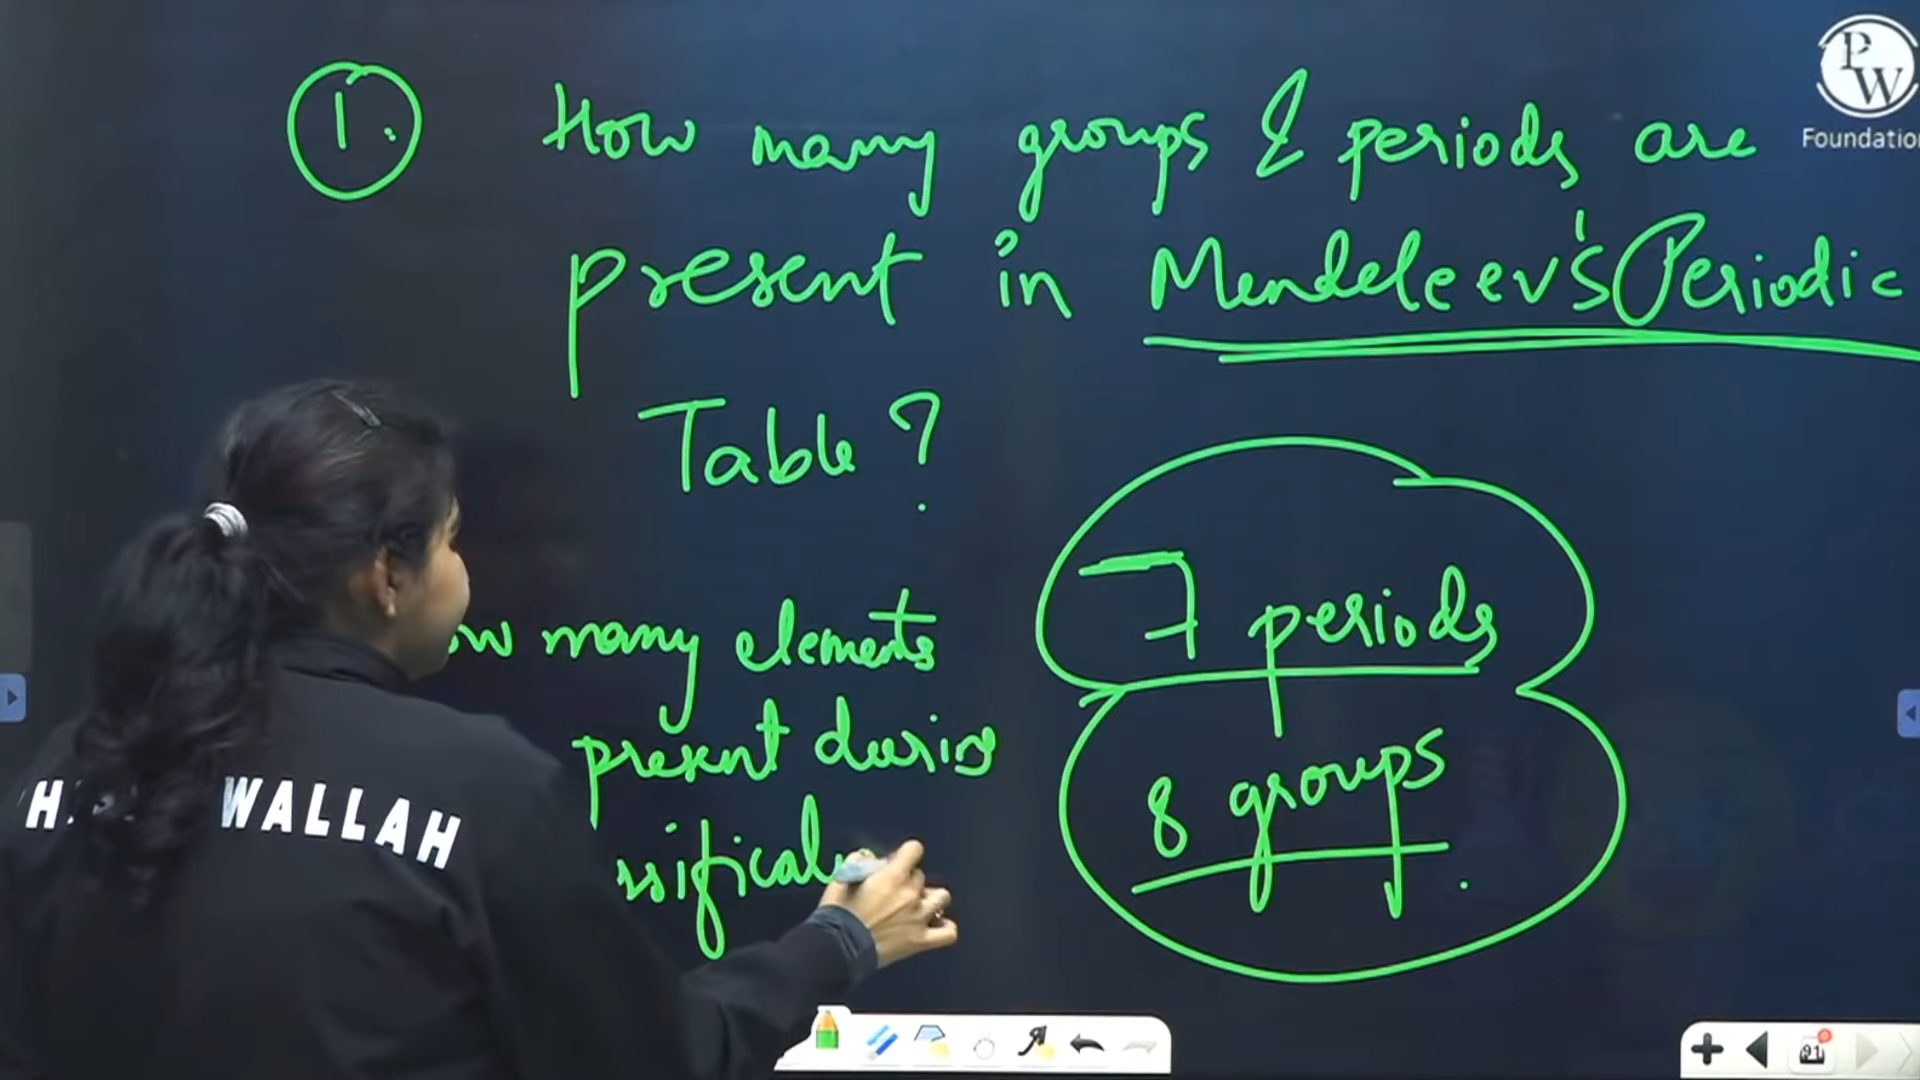 PW
Foundation
1. How many groups & periods are
present in Mendeleev's Periodic
Table?
7 periods
8 groups.
many elements
present during
WALLAH
91